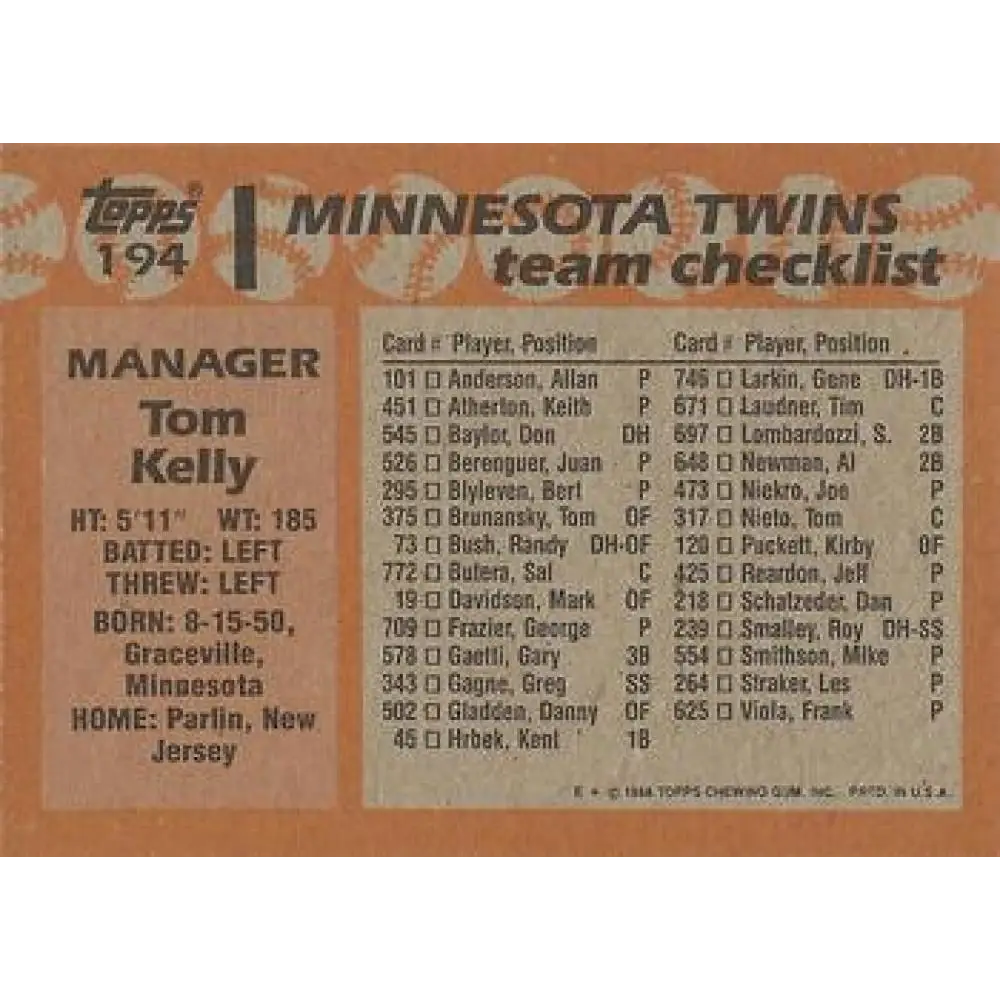 Topps®
194
MINNESOTA TWINS
team checklist
MANAGER
Tom
Kelly
HT: 5'11" WT: 185
BATTED: LEFT
THREW: LEFT
BORN: 8-15-50,
Graceville,
Minnesota
HOME: Parlin, New
Jersey
Card # Player, Position
101 Anderson, Allan P
451 Atherton, Keith P
545 Baylor, Don DH
526 Berenguer, Juan P
295 Blyleven, Bert P
375 Brunansky, Tom OF
73 Bush, Randy DH-OF
772 Butera, Sal C
19 Davidson, Mark OF
709 Frazier, George P
578 Gaetti, Gary 3B
343 Gagne, Greg SS
502 Gladden, Danny OF
45 Hrbek, Kent 1B
Card # Player, Position
746 Larkin, Gene DH-1B
671 Laudner, Tim C
697 Lombardozzi, S. 2B
648 Newman, Al 2B
473 Niekro, Joe P
317 Nieto, Tom C
120 Puckett, Kirby OF
425 Reardon, Jeff P
218 Schatzeder, Dan P
239 Smalley, Roy DH-SS
554 Smithson, Mike P
264 Straker, Les P
625 Viola, Frank P
© 1988 TOPPS CHEWING GUM, INC. PRTD. IN U.S.A.